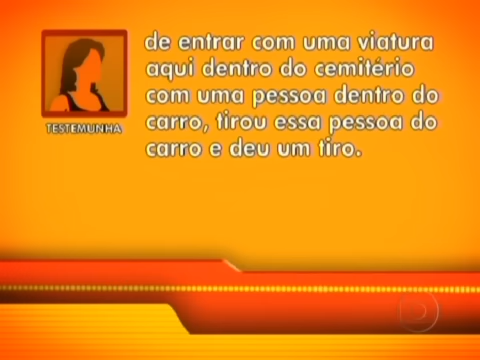 de entrar com uma viatura
aqui dentro do cemitério
com uma pessoa dentro do
carro, tirou essa pessoa do
carro e deu um tiro.
TESTEMUNHA